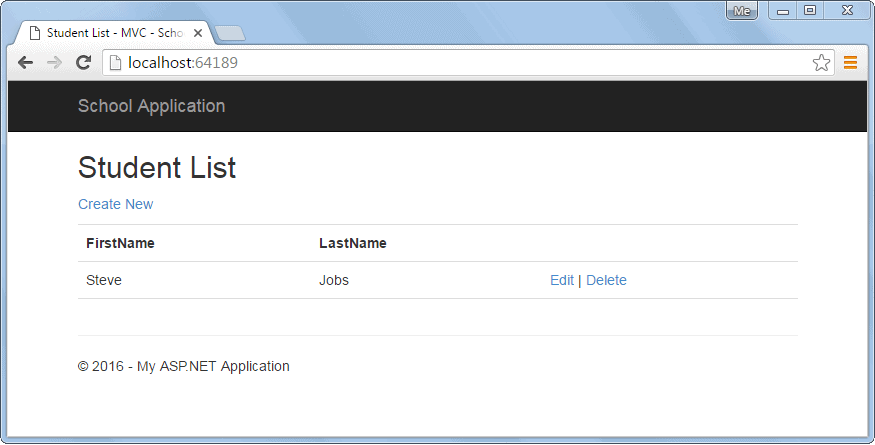 Me
Student List - MVC - Scho
localhost:64189
School Application
Student List
Create New
FirstName LastName
Steve Jobs Edit | Delete
© 2016 - My ASP.NET Application